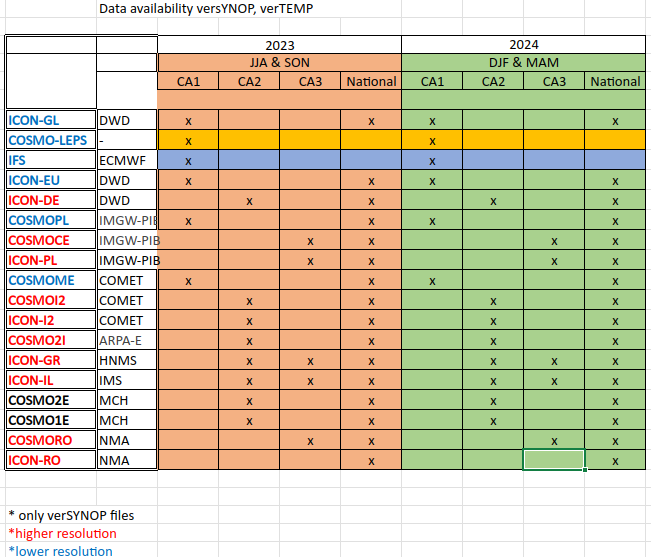 Data availability versYNOP, verTEMP
2023 2024
JJA & SON DJF & MAM
CA1 CA2 CA3 National CA1 CA2 CA3 National
ICON-GL DWD x x x x
COSMO-LEPS - x x
IFS ECMWF x x
ICON-EU DWD x x x x
ICON-DE DWD x x x x
COSMOPL IMGW-PIB x x x x
COSMOCE IMGW-PIB x x x x
ICON-PL IMGW-PIB x x x x
COSMOME COMET x x x x
COSMOI2 COMET x x x x
ICON-I2 COMET x x x x
COSMO2I ARPA-E x x x x
ICON-GR HNMS x x x x x x
ICON-IL IMS x x x x x x
COSMO2E MCH x x x x
COSMO1E MCH x x x x
COSMORO NMA x x x x
ICON-RO NMA x x
* only verSYNOP files
*higher resolution
*lower resolution